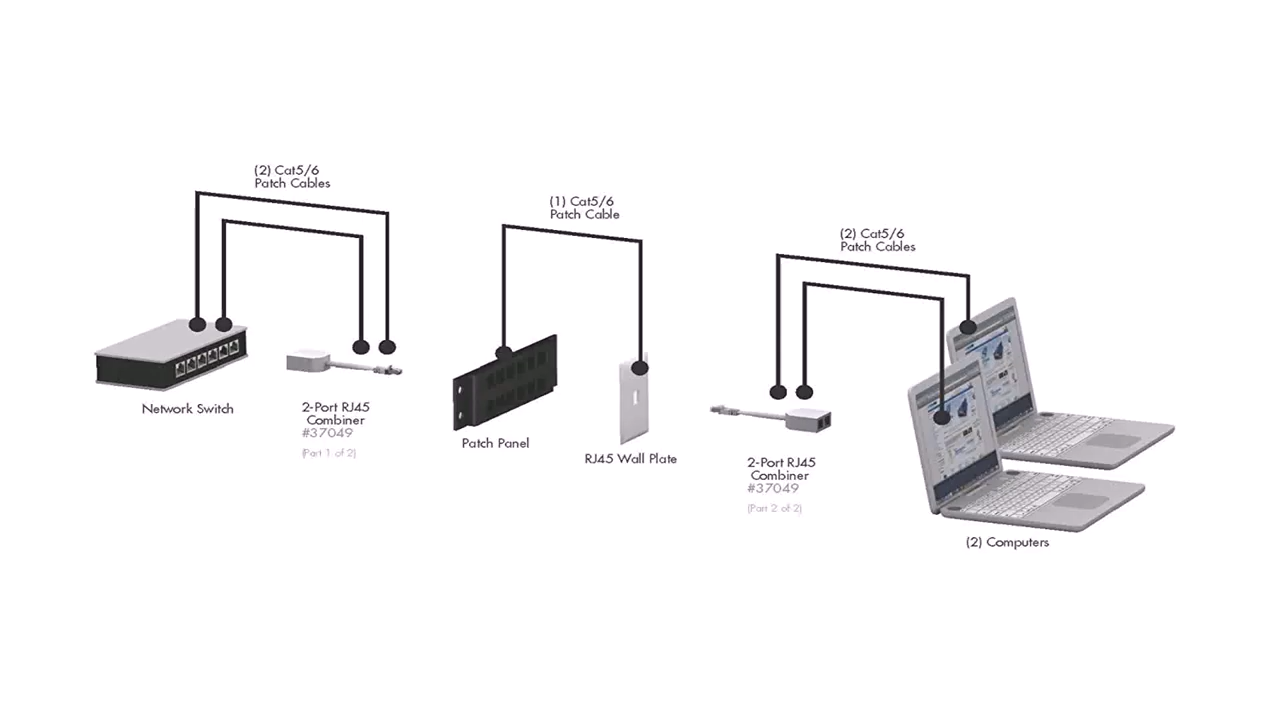 (2) Cat5/6
Patch Cables
(1) Cat5/6
Patch Cable
(2) Cat5/6
Patch Cables
Network Switch
2-Port RJ45
Combiner
#37049
(Part 1 of 2)
Patch Panel
RJ45 Wall Plate
2-Port RJ45
Combiner
#37049
(Part 2 of 2)
(2) Computers